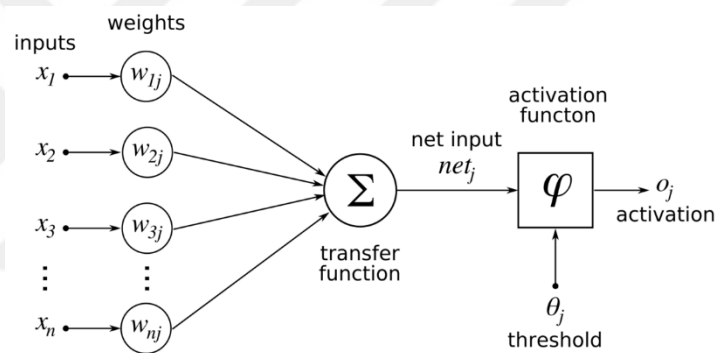 weights
inputs
x1
w1j
x2
w2j
x3
w3j
⋮
⋮
xn
wnj
Σ
transfer
function
net input
netj
activation
functon
φ
oj
activation
θj
threshold